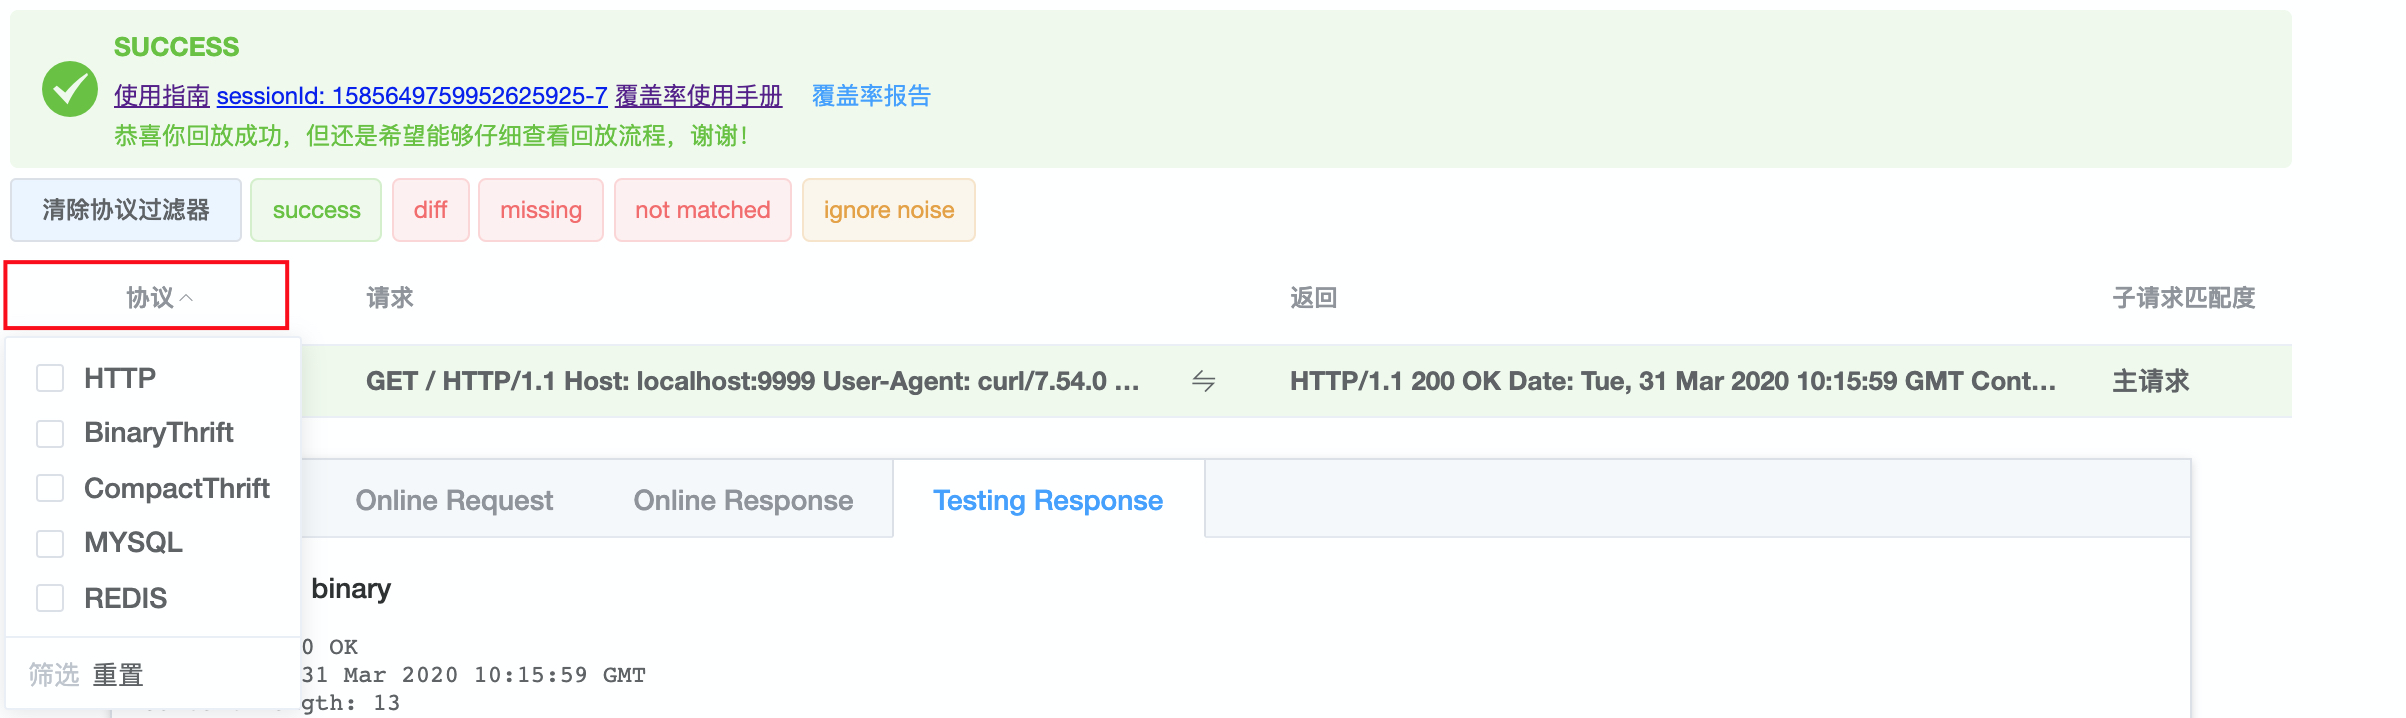 SUCCESS
使用指南 sessionId: 1585649759952625925-7 覆盖率使用手册 覆盖率报告
恭喜你回放成功，但还是希望能够仔细查看回放流程，谢谢！
清除协议过滤器 success diff missing not matched ignore noise
协议 请求 返回 子请求匹配度
GET / HTTP/1.1 Host: localhost:9999 User-Agent: curl/7.54.0 ... HTTP/1.1 200 OK Date: Tue, 31 Mar 2020 10:15:59 GMT Cont... 主请求
HTTP
BinaryThrift
CompactThrift
MYSQL
REDIS
筛选 重置
Online Request Online Response Testing Response
binary
0 OK
31 Mar 2020 10:15:59 GMT
gth: 13